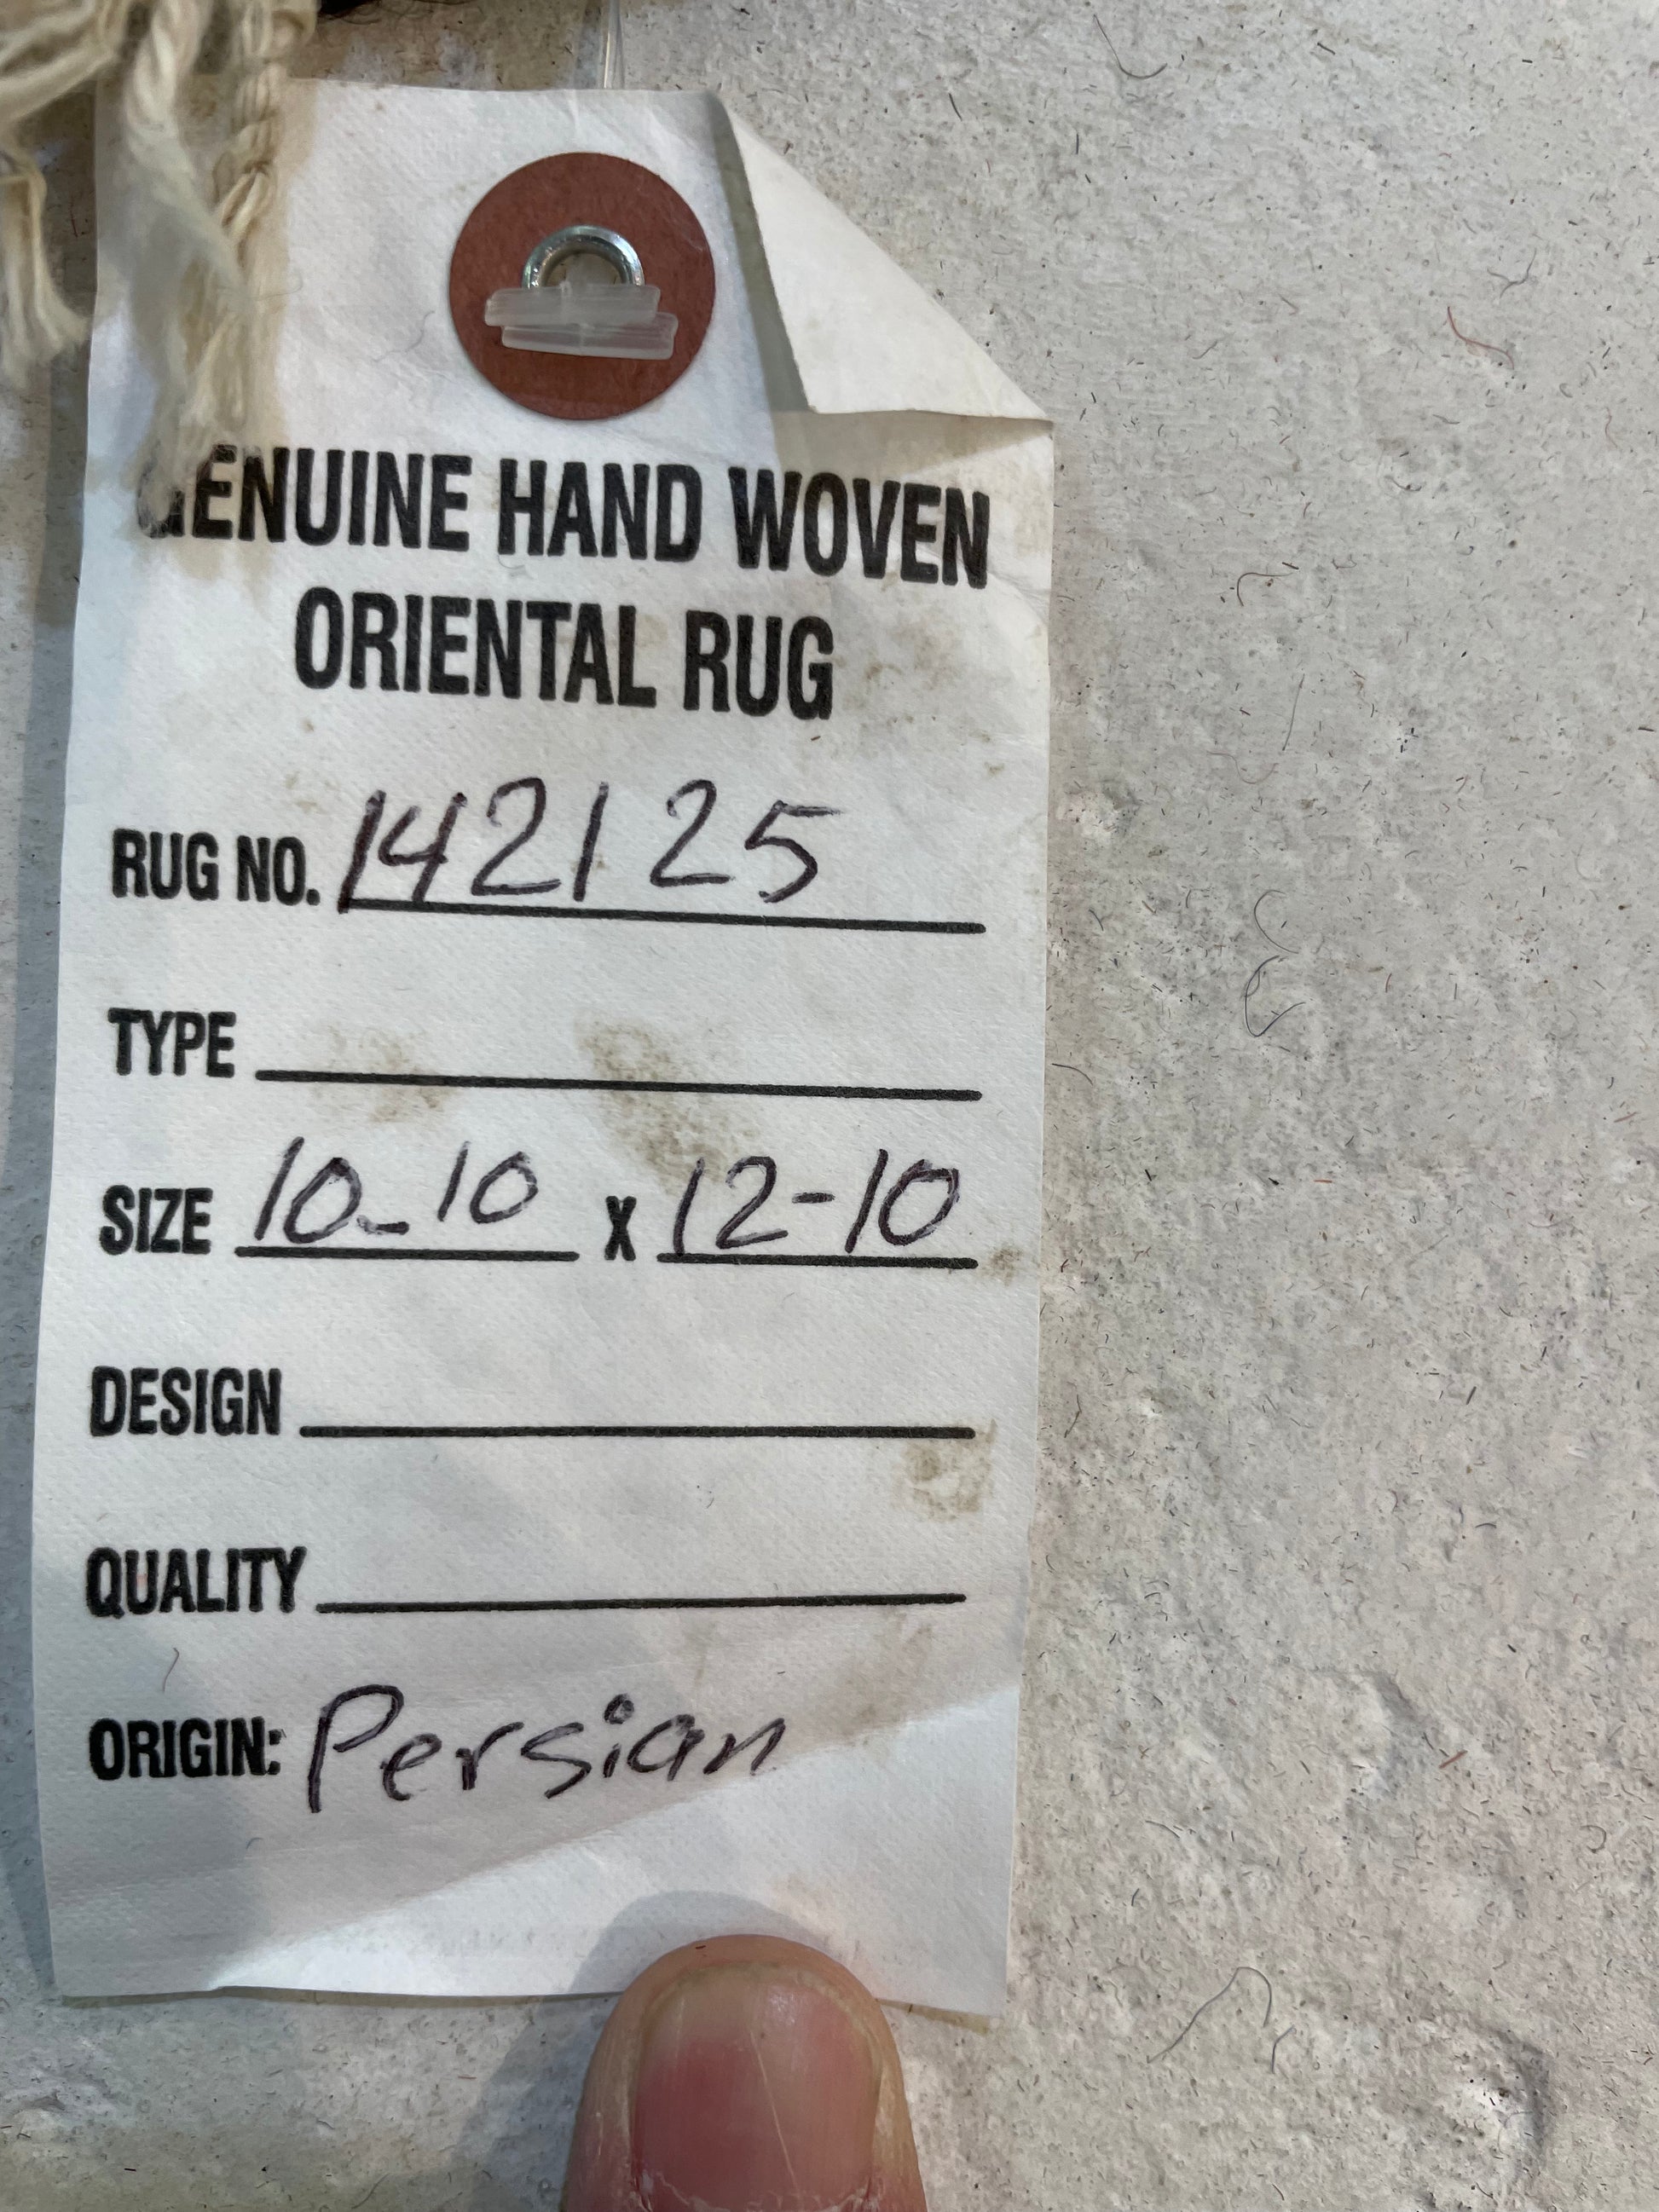 GENUINE HAND WOVEN
ORIENTAL RUG
RUG NO. 142125
TYPE
SIZE 10-10 X 12-10
DESIGN
QUALITY
ORIGIN: Persian